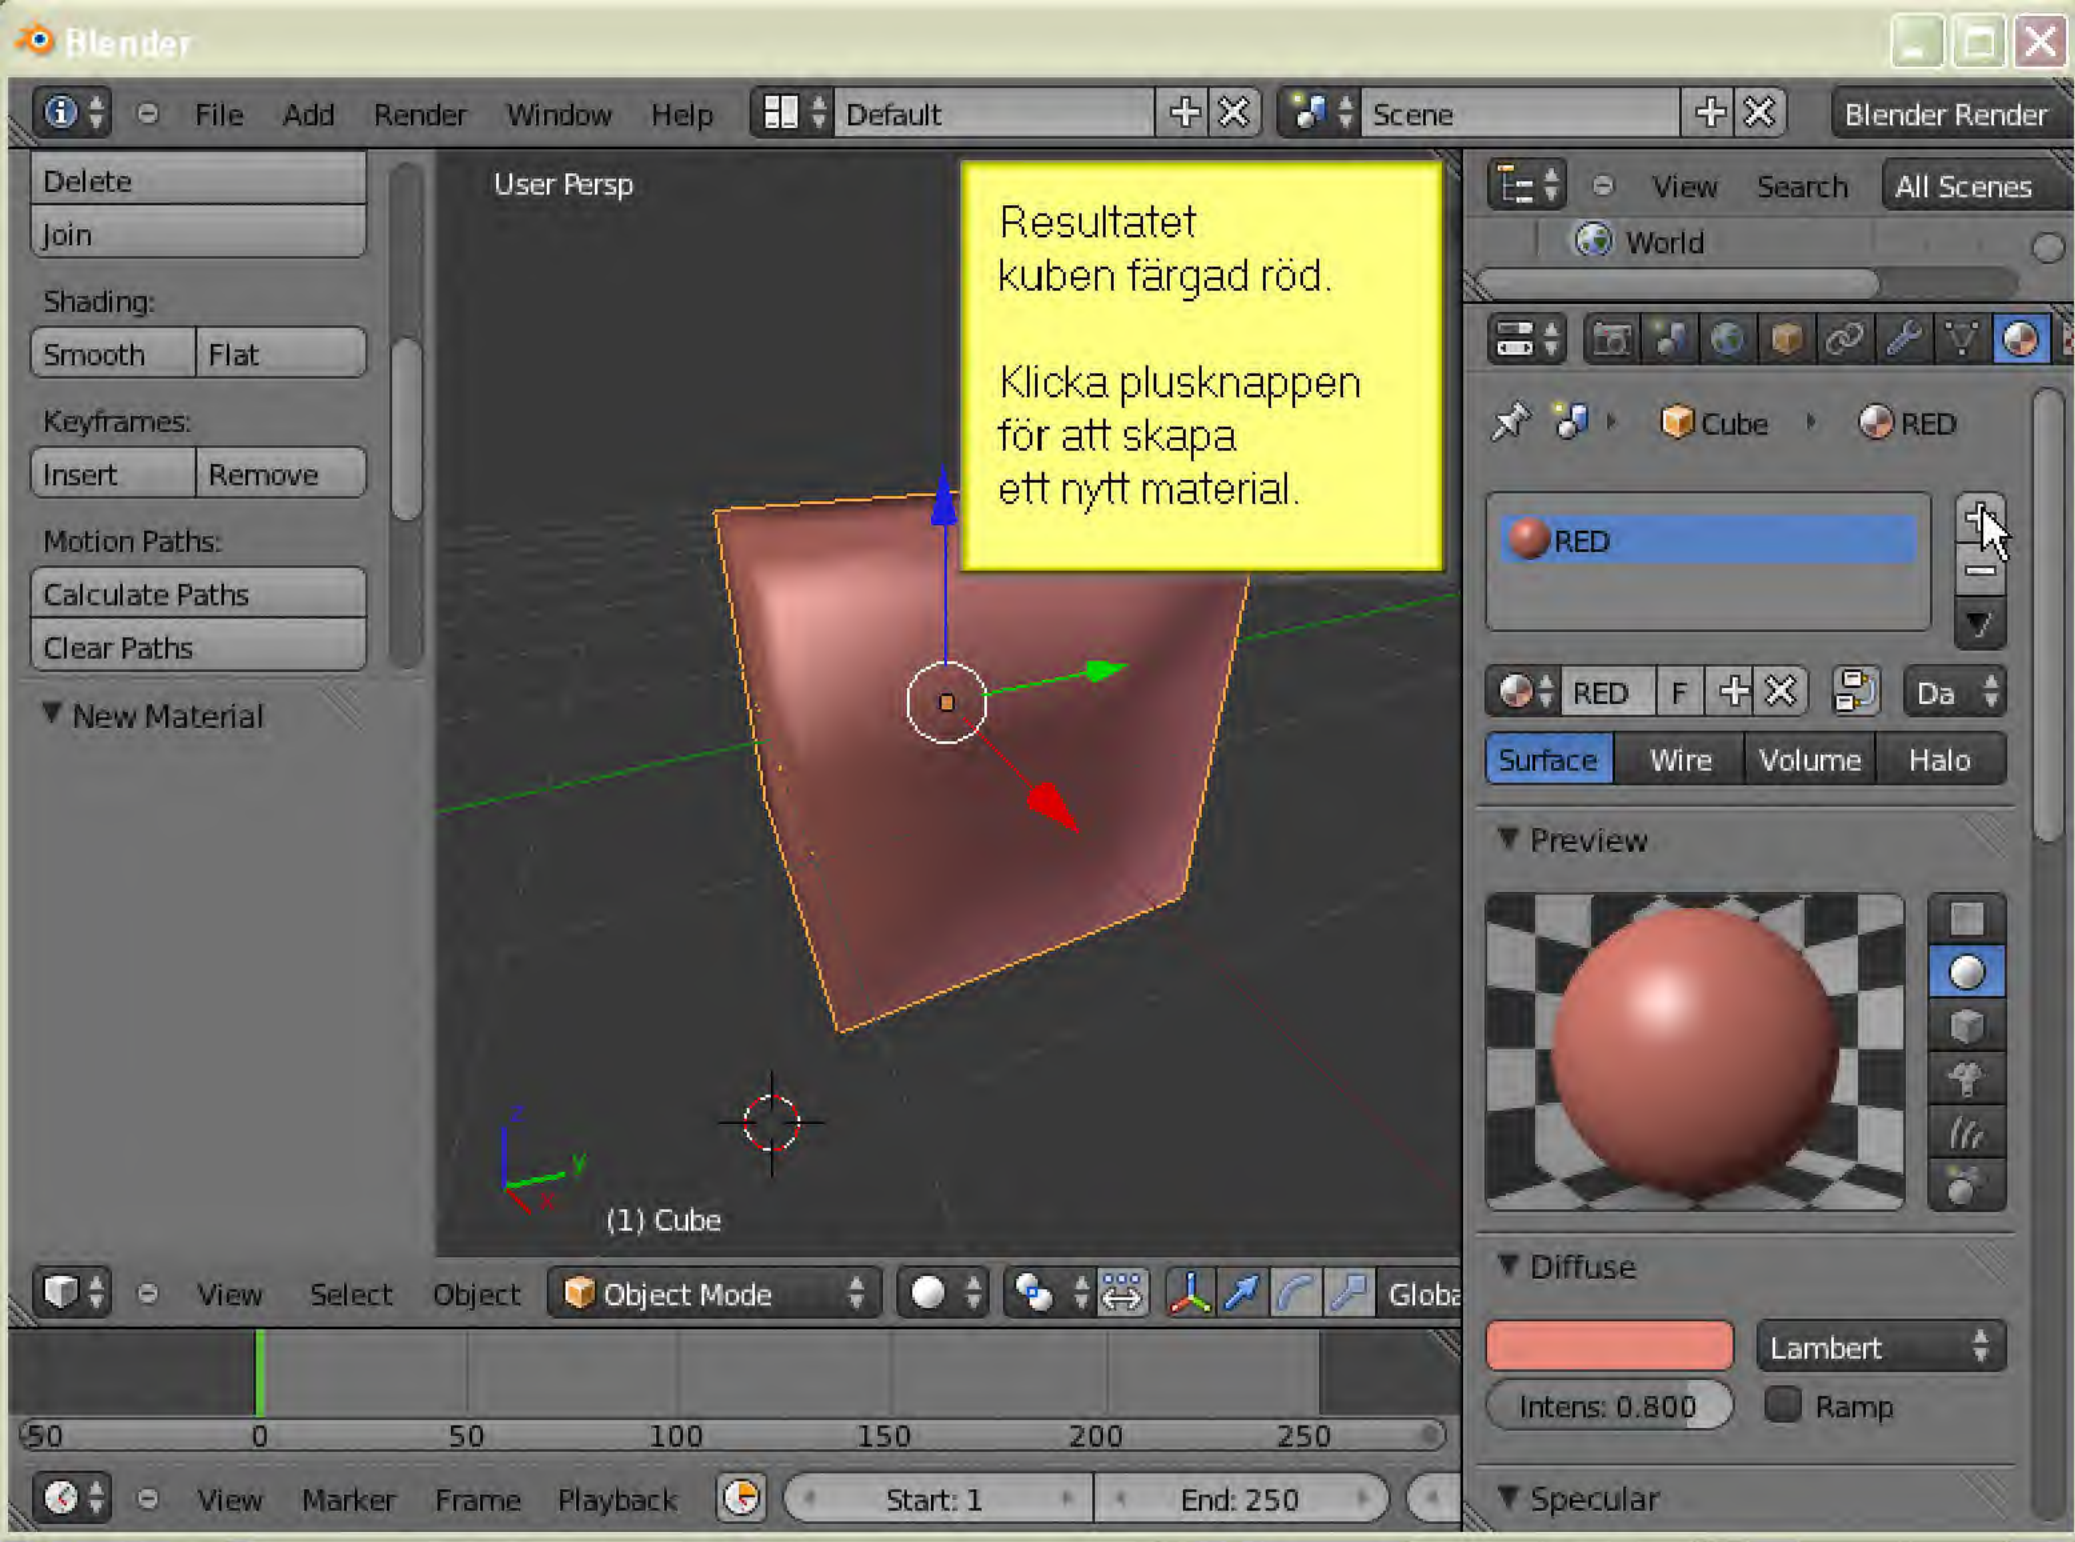 Blender
File Add Render Window Help Default Scene Blender Render
Delete
Join
Shading:
Smooth Flat
Keyframes:
Insert Remove
Motion Paths:
Calculate Paths
Clear Paths
New Material
User Persp
Resultatet
kuben färgad röd.
Klicka plusknappen
för att skapa
ett nytt material.
z
y
x
(1) Cube
View Select Object Object Mode Globa
-50 0 50 100 150 200 250
View Marker Frame Playback Start: 1 End: 250
View Search All Scenes
World
Cube RED
RED
RED F Da
Surface Wire Volume Halo
Preview
Diffuse
Lambert
Intens: 0.800 Ramp
Specular